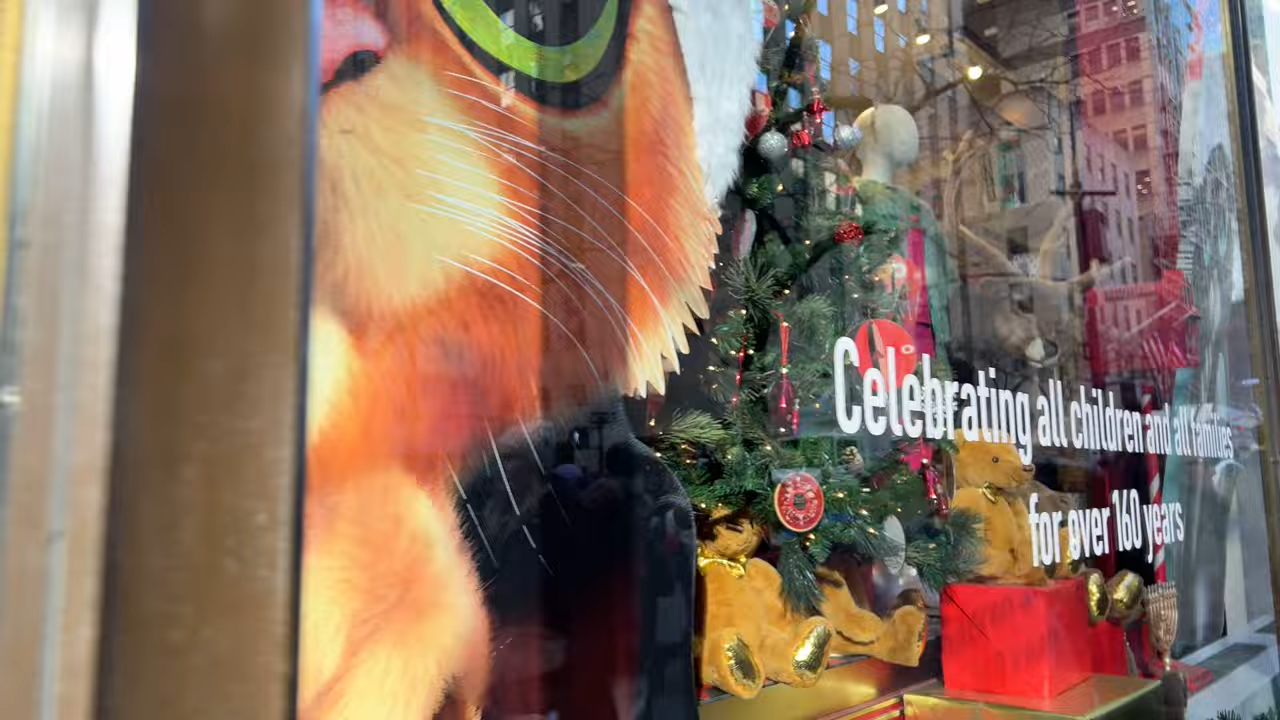 Celebrating all children and all families
for over 160 years